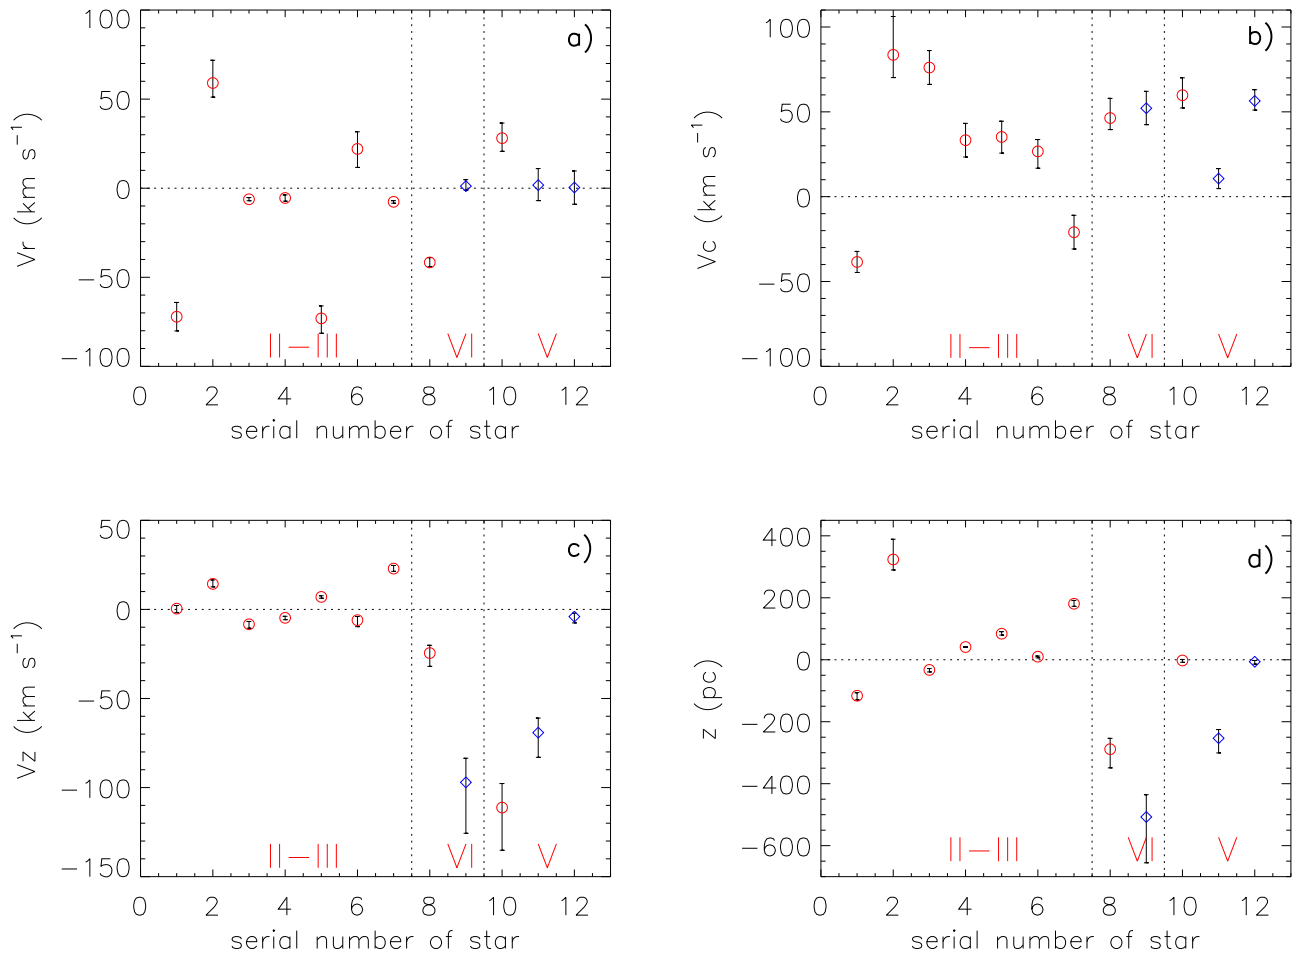 a)
Vr (km s⁻¹)
100
50
0
−50
−100
II−III VI V
0 2 4 6 8 10 12
serial number of star
b)
Vc (km s⁻¹)
100
50
0
−50
−100
II−III VI V
0 2 4 6 8 10 12
serial number of star
c)
Vz (km s⁻¹)
50
0
−50
−100
−150
II−III VI V
0 2 4 6 8 10 12
serial number of star
d)
z (pc)
400
200
0
−200
−400
−600
II−III VI V
0 2 4 6 8 10 12
serial number of star